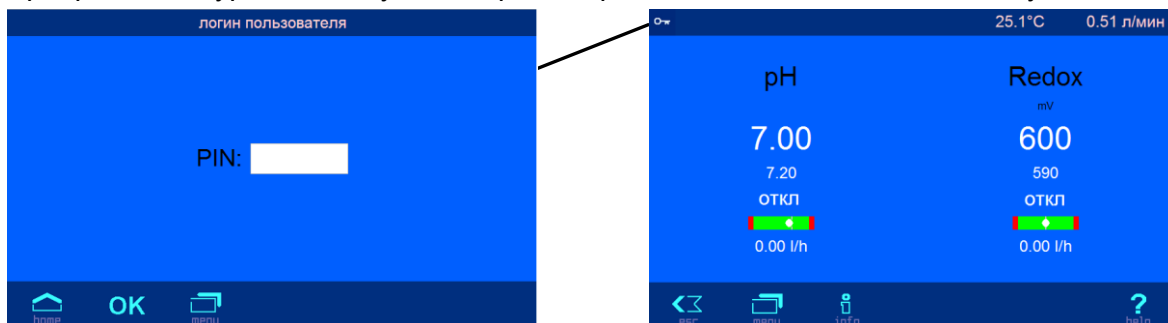 логин пользователя
PIN:
home
OK
menu
25.1°C 0.51 л/мин
pH Redox
mV
7.00 600
7.20 590
откл откл
0.00 l/h 0.00 l/h
esc menu info help